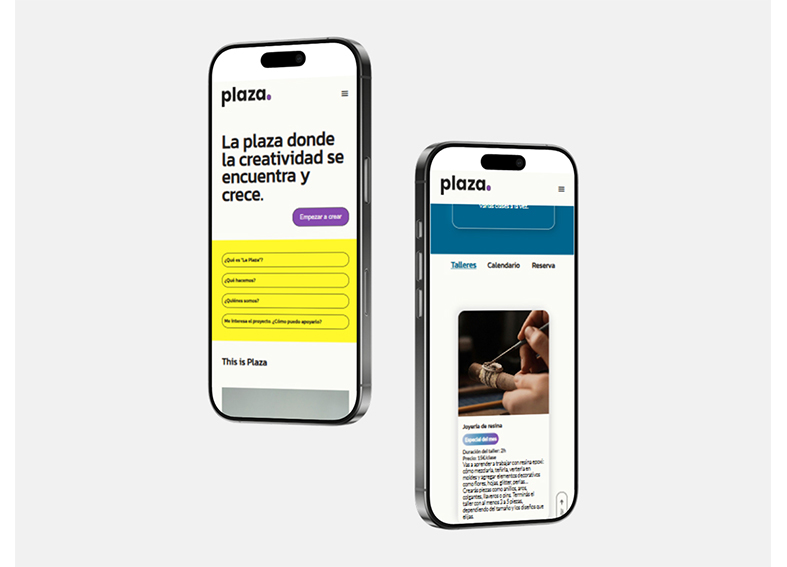 plaza.
La plaza donde
la creatividad se
encuentra y
crece.
Empezar a crear
¿Qué es "La Plaza"?
¿Qué hacemos?
¿Quiénes somos?
Me interesa el proyecto. ¿Cómo puedo apoyarlo?
This is Plaza
plaza.
varias clases a la vez.
Talleres Calendario Reserva
Joyería de resina
Especial del mes
Duración del taller: 2h
Precio: 15€/clase
Vas a aprender a trabajar con resina epoxi:
cómo mezclarla, teñirla, verterla en
moldes y agregar elementos decorativos
como flores, hojas, glitter, perlas...
Crearás piezas como anillos, aros,
colgantes, llaveros o pins. Terminarás el
taller con al menos 2 a 3 piezas,
dependiendo del tamaño y los diseños que
elijas.